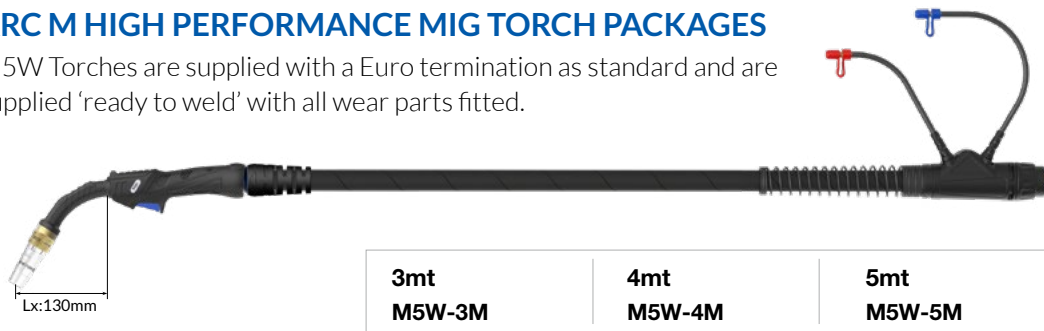 RC M HIGH PERFORMANCE MIG TORCH PACKAGES
5W Torches are supplied with a Euro termination as standard and are
upplied ‘ready to weld’ with all wear parts fitted.
Lx:130mm
3mt 4mt 5mt
M5W-3M M5W-4M M5W-5M